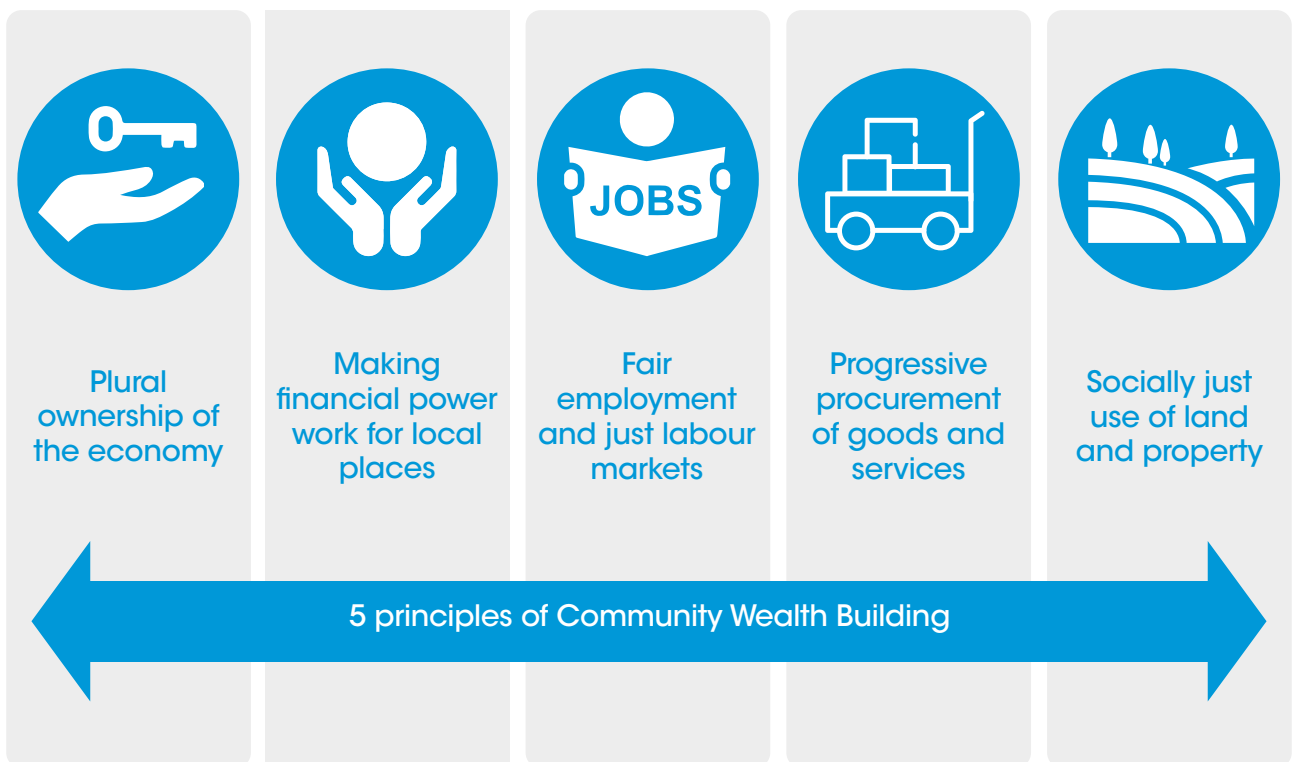 JOBS
Plural
ownership of
the economy
Making
financial power
work for local
places
Fair
employment
and just labour
markets
Progressive
procurement
of goods and
services
Socially just
use of land
and property
5 principles of Community Wealth Building